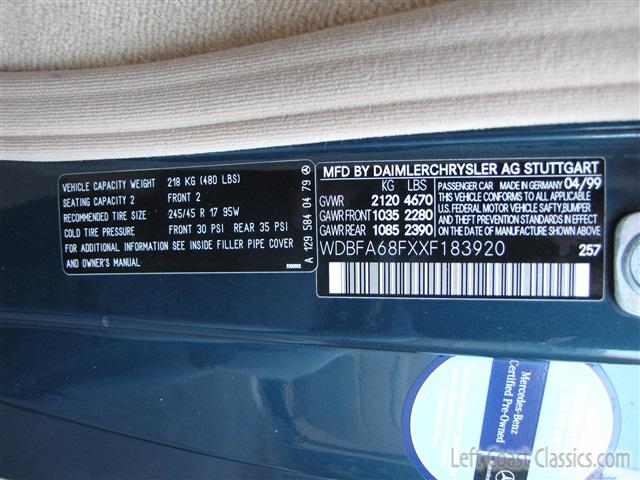 VEHICLE CAPACITY WEIGHT 218 KG (480 LBS)
SEATING CAPACITY 2 FRONT 2
RECOMMENDED TIRE SIZE 245/45 R 17 95W
COLD TIRE PRESSURE FRONT 30 PSI REAR 35 PSI
FOR ADDITIONAL INFORMATION SEE INSIDE FILLER PIPE COVER
AND OWNER'S MANUAL
A 129 584 04 79
MFD BY DAIMLERCHRYSLER AG STUTTGART
KG LBS
GVWR 2120 4670
GAWR FRONT 1035 2280
GAWR REAR 1085 2390
PASSENGER CAR MADE IN GERMANY 04/99
THIS VEHICLE CONFORMS TO ALL APPLICABLE
U.S. FEDERAL MOTOR VEHICLE SAFETY, BUMPER,
AND THEFT PREVENTION STANDARDS IN EFFECT
ON THE DATE OF MANUFACTURE SHOWN ABOVE
WDBFA68FXXF183920 257
Mercedes-Benz
Certified Pre-Owned
Left Coast Classics.com